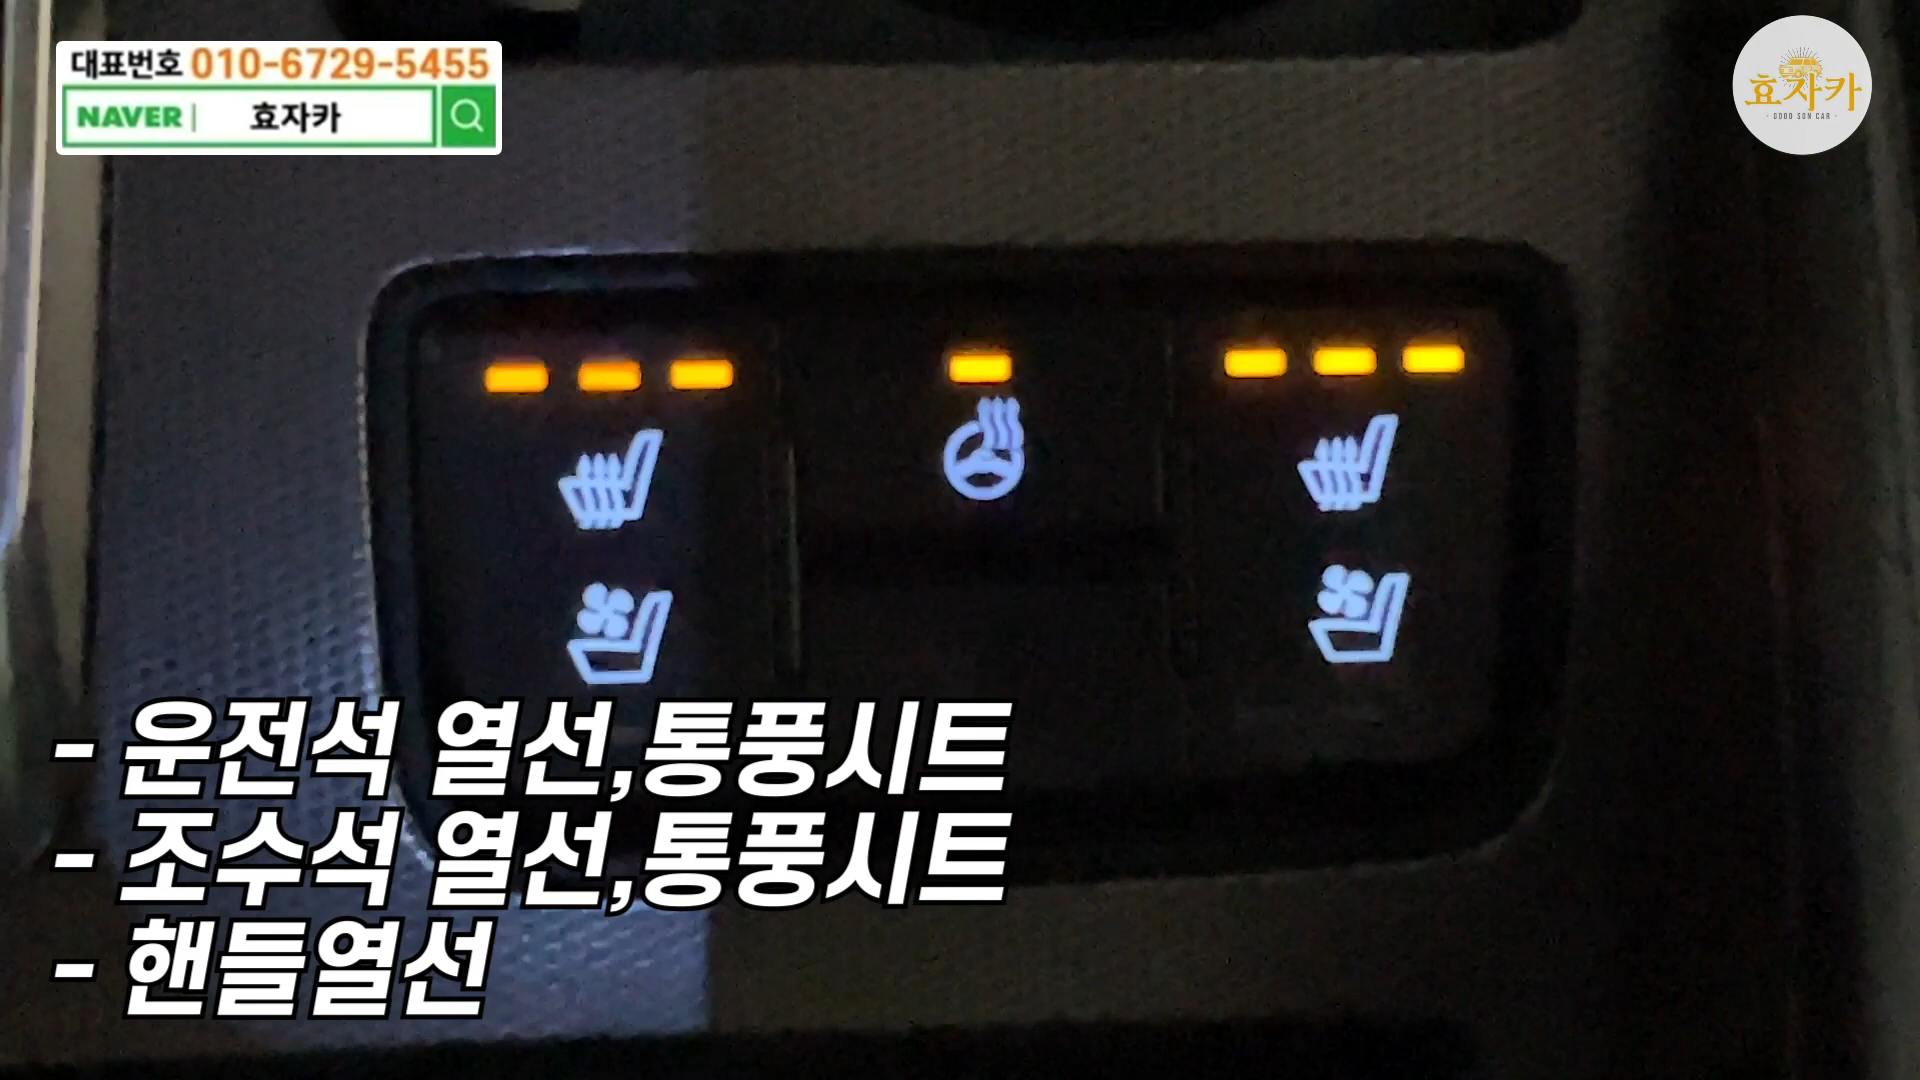 대표번호 010-6729-5455
NAVER | 효자카
효자카
· GOOD SON CAR ·
- 운전석 열선,통풍시트
- 조수석 열선,통풍시트
- 핸들열선